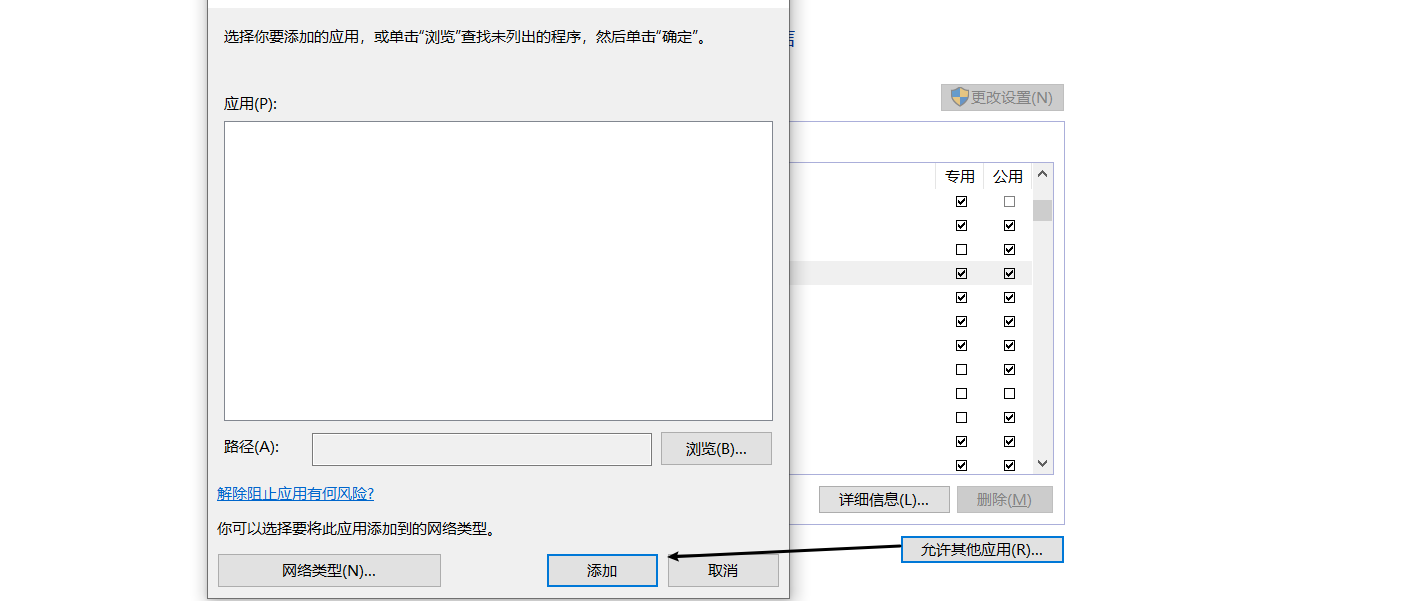 选择你要添加的应用，或单击“浏览”查找未列出的程序，然后单击“确定”。
应用(P):
路径(A):
浏览(B)...
解除阻止应用有何风险?
你可以选择要将此应用添加到的网络类型。
网络类型(N)...
添加
取消
更改设置(N)
专用 公用
详细信息(L)...
删除(M)
允许其他应用(R)...